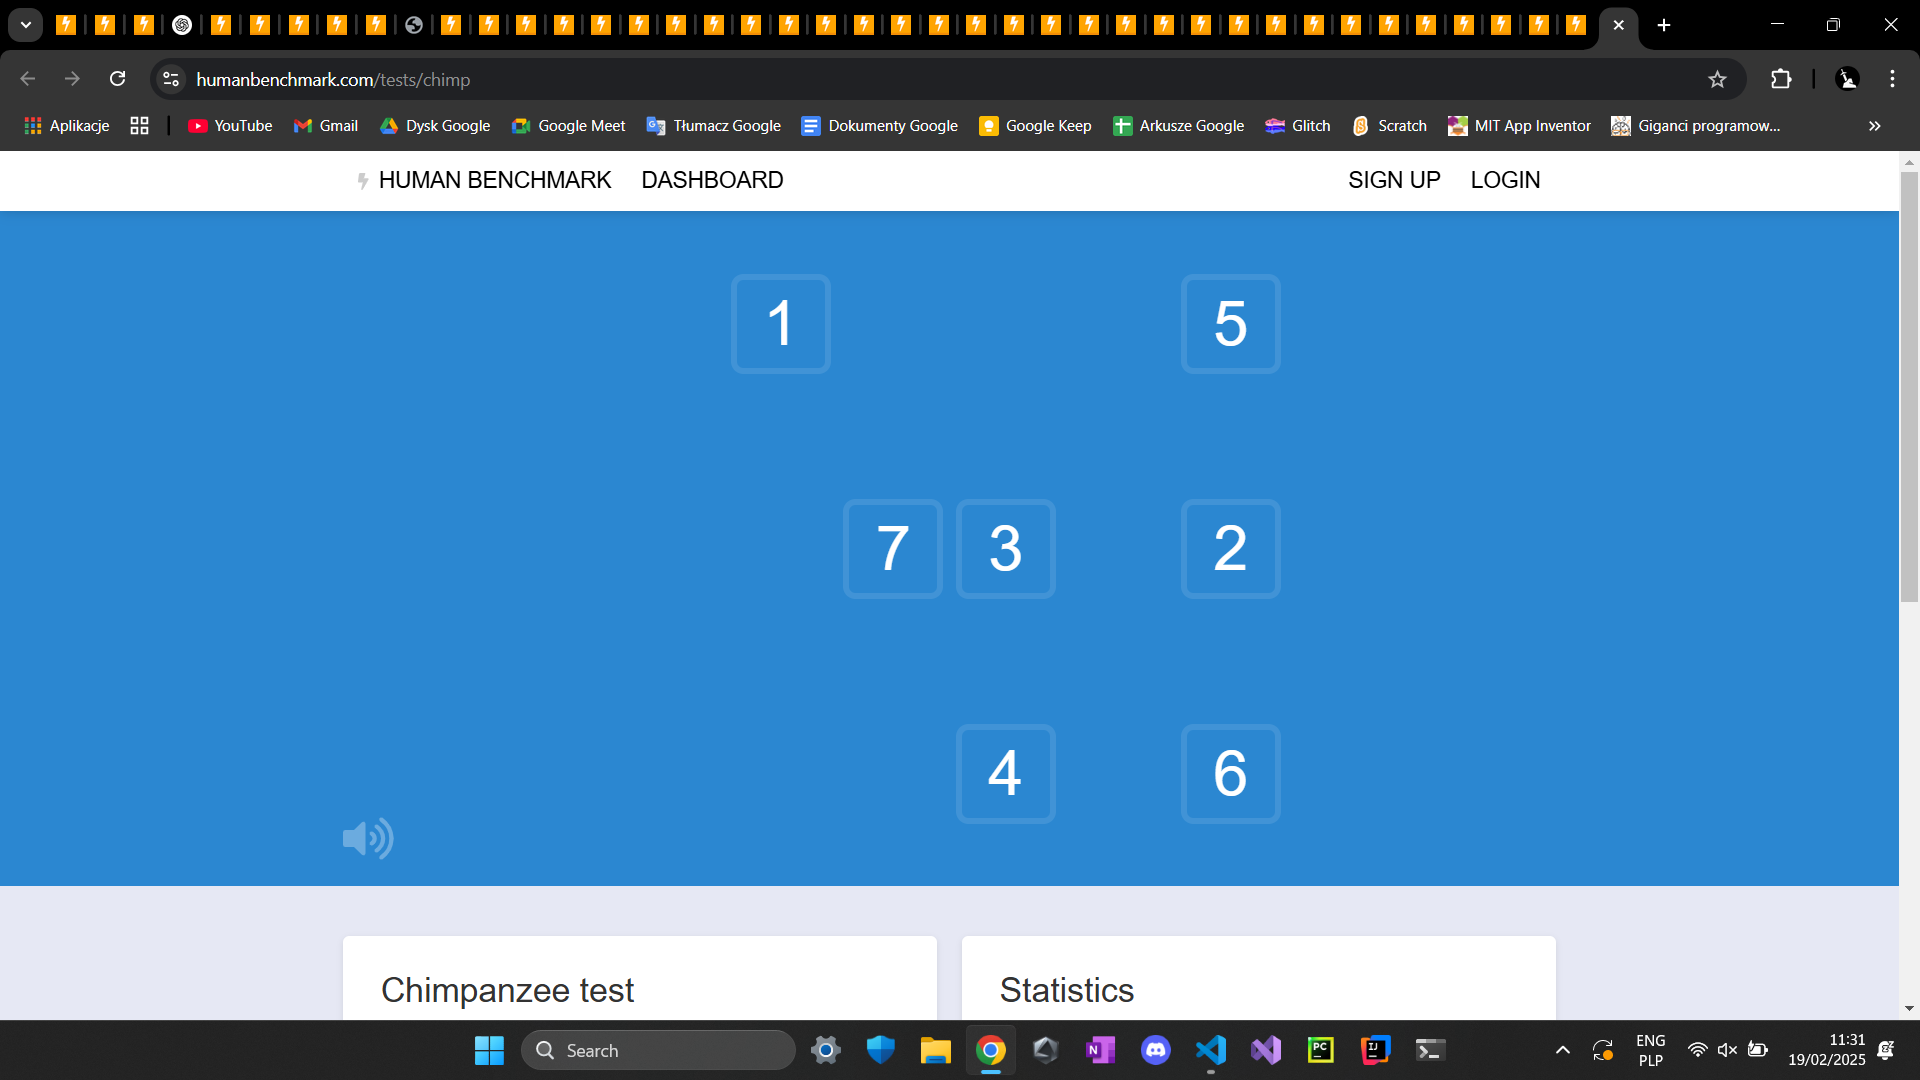 humanbenchmark.com/tests/chimp
Aplikacje YouTube Gmail Dysk Google Google Meet Tłumacz Google Dokumenty Google Google Keep Arkusze Google Glitch Scratch MIT App Inventor Giganci programow... »
HUMAN BENCHMARK DASHBOARD SIGN UP LOGIN
1 5
7 3 2
4 6
Chimpanzee test Statistics
Search
ENG
PLP
11:31
19/02/2025